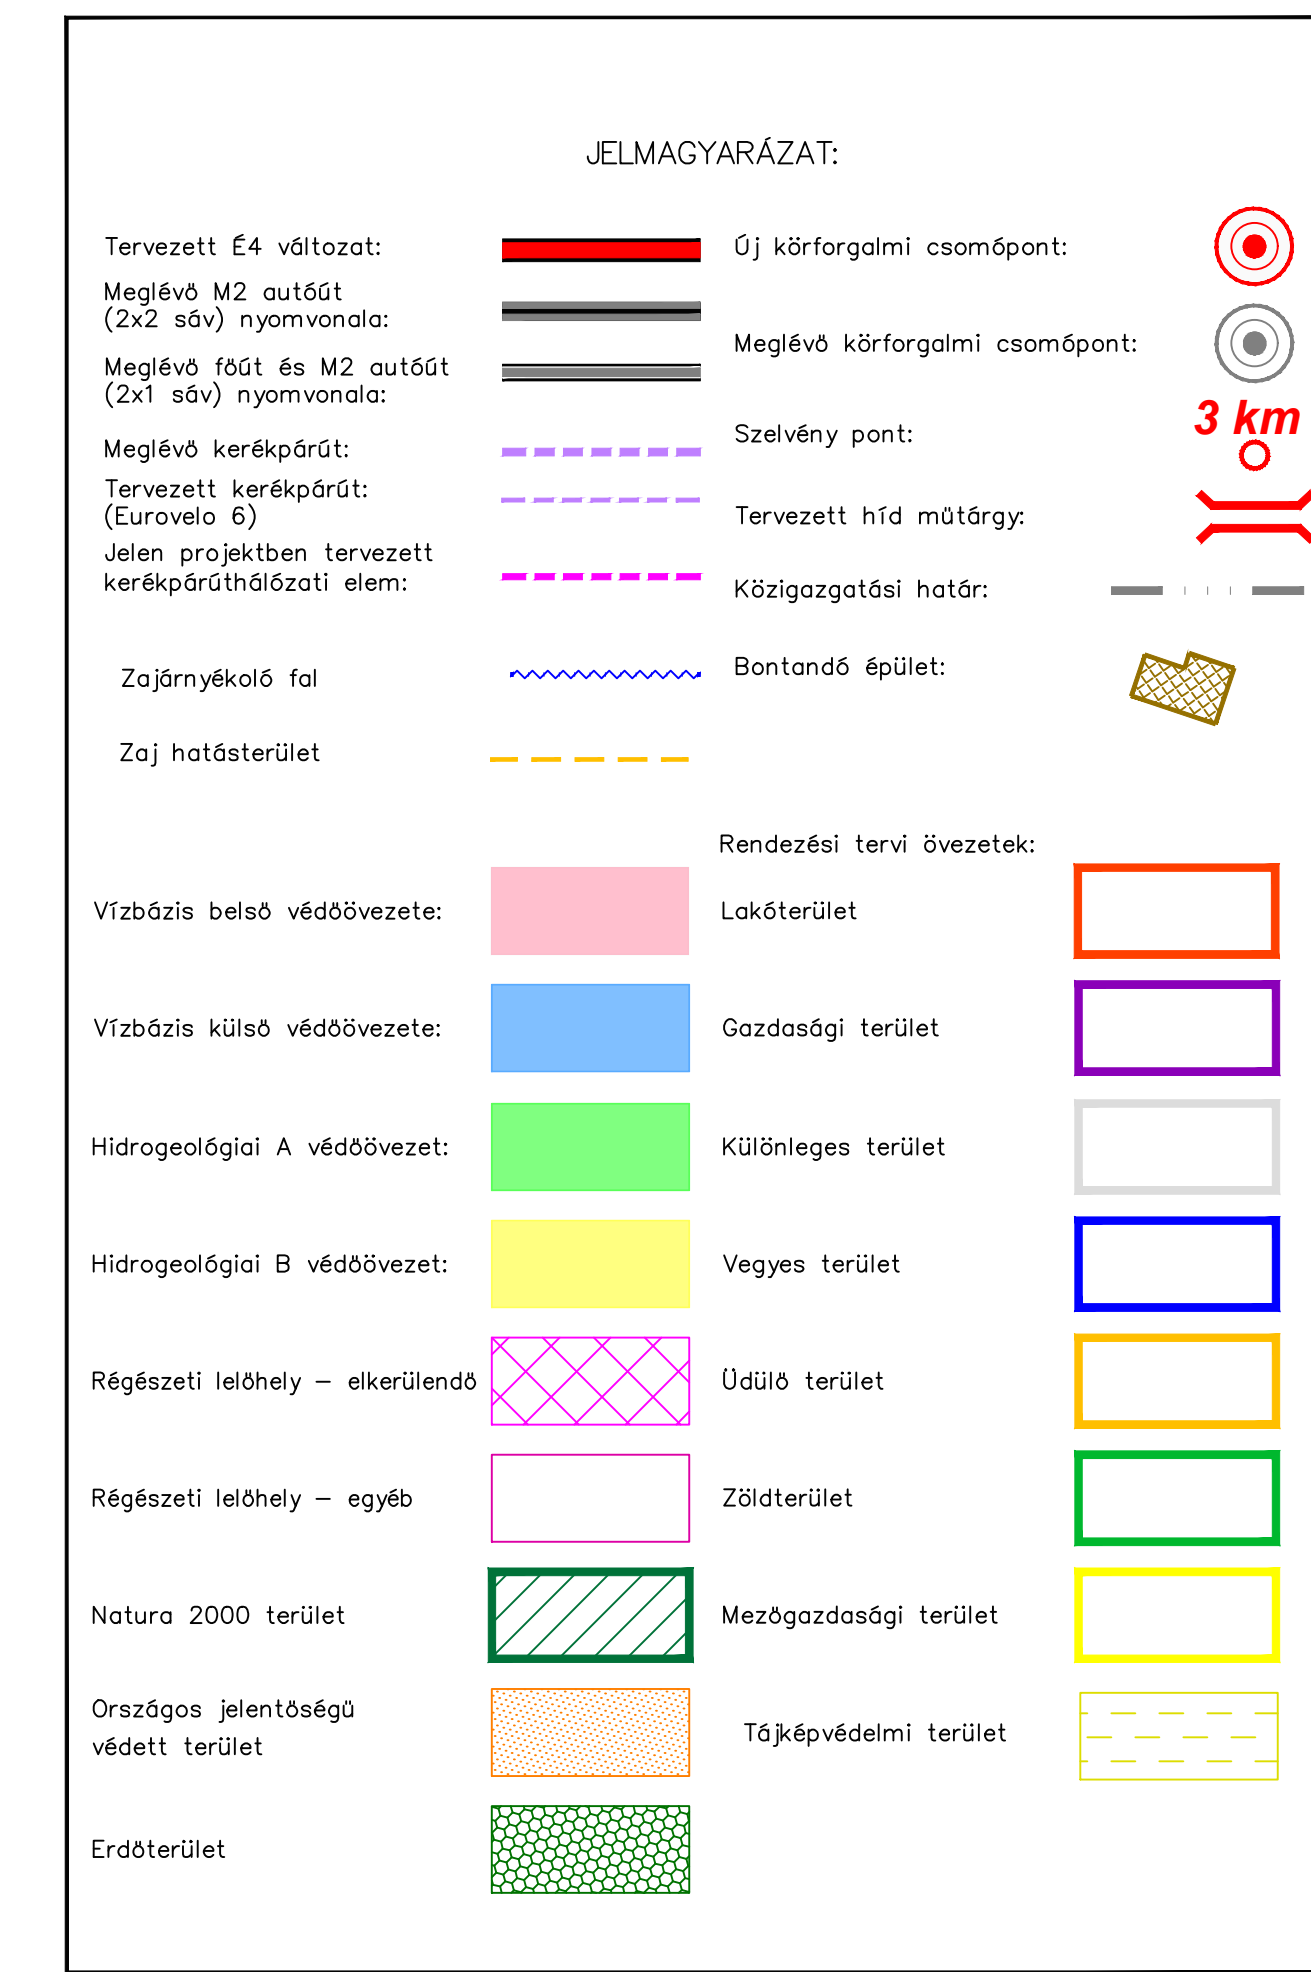 JELMAGYARÁZAT:
Tervezett É4 változat:
Meglévő M2 autóút
(2x2 sáv) nyomvonala:
Meglévő főút és M2 autóút
(2x1 sáv) nyomvonala:
Meglévő kerékpárút:
Tervezett kerékpárút:
(Eurovelo 6)
Jelen projektben tervezett
kerékpárúthálózati elem:
Zajárnyékoló fal
Zaj hatásterület
Új körforgalmi csomópont:
Meglévő körforgalmi csomópont:
Szelvény pont:
3 km
Tervezett híd műtárgy:
Közigazgatási határ:
Bontandó épület:
Vízbázis belső védőövezete:
Vízbázis külső védőövezete:
Hidrogeológiai A védőövezet:
Hidrogeológiai B védőövezet:
Régészeti lelőhely – elkerülendő
Régészeti lelőhely – egyéb
Natura 2000 terület
Országos jelentőségű
védett terület
Erdőterület
Rendezési tervi övezetek:
Lakóterület
Gazdasági terület
Különleges terület
Vegyes terület
Üdülő terület
Zöldterület
Mezőgazdasági terület
Tájképvédelmi terület